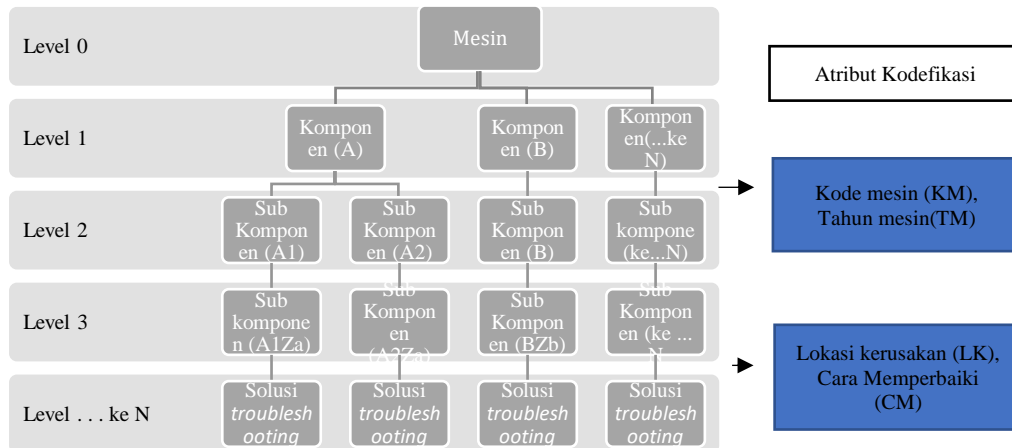 Level 0
Mesin
Atribut Kodefikasi
Level 1
Kompon
en (A)
Kompon
en (B)
Kompon
en(...ke
N)
Kode mesin (KM),
Tahun mesin(TM)
Level 2
Sub
Kompon
en (A1)
Sub
Kompon
en (A2)
Sub
Kompon
en (B)
Sub
kompone
(ke...N)
Level 3
Sub
kompone
n (A1Za)
Sub
Kompon
en
(A2Za)
Sub
Kompon
en (BZb)
Sub
Kompon
en (ke ...
N
Lokasi kerusakan (LK),
Cara Memperbaiki
(CM)
Level . . . ke N
Solusi
troublesh
ooting
Solusi
troublesh
ooting
Solusi
troublesh
ooting
Solusi
troublesh
ooting